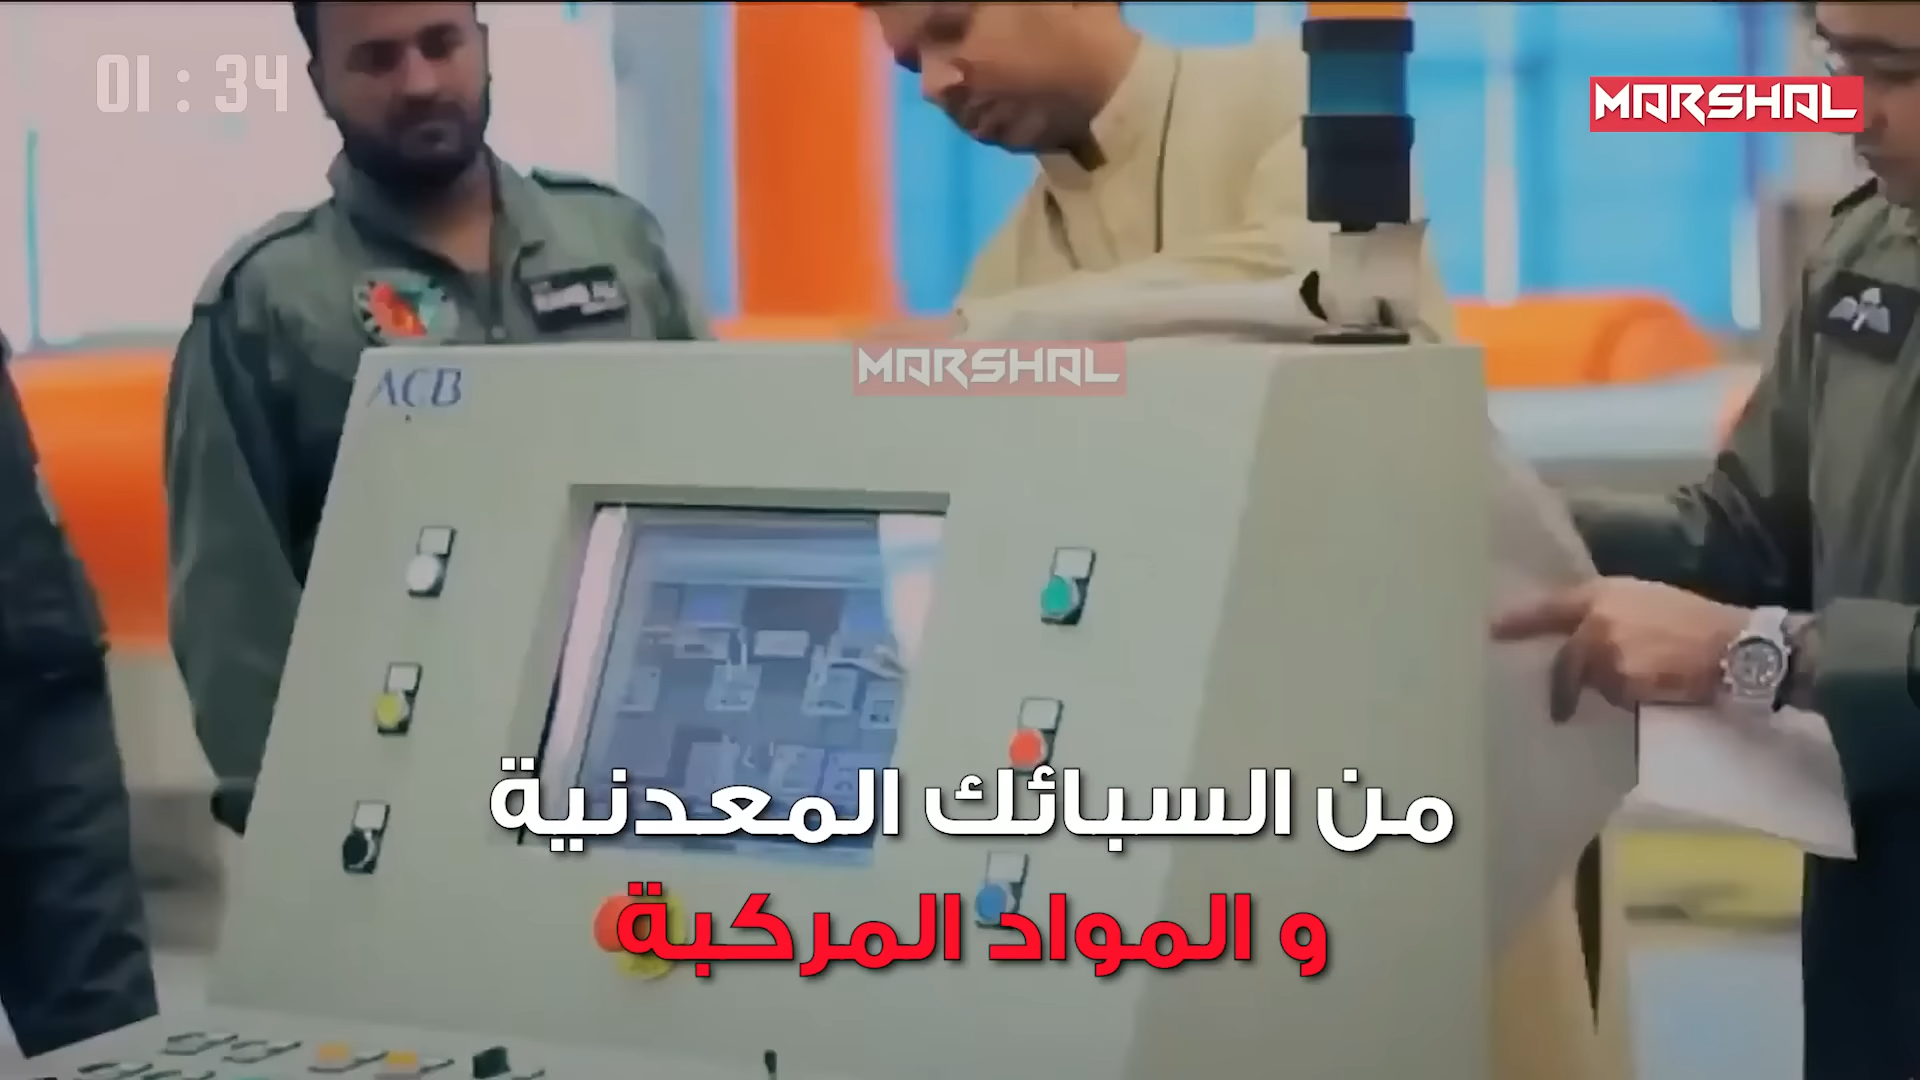 01 : 34
MARSHAL
MARSHAL
ACB
من السبائك المعدنية
و المواد المركبة